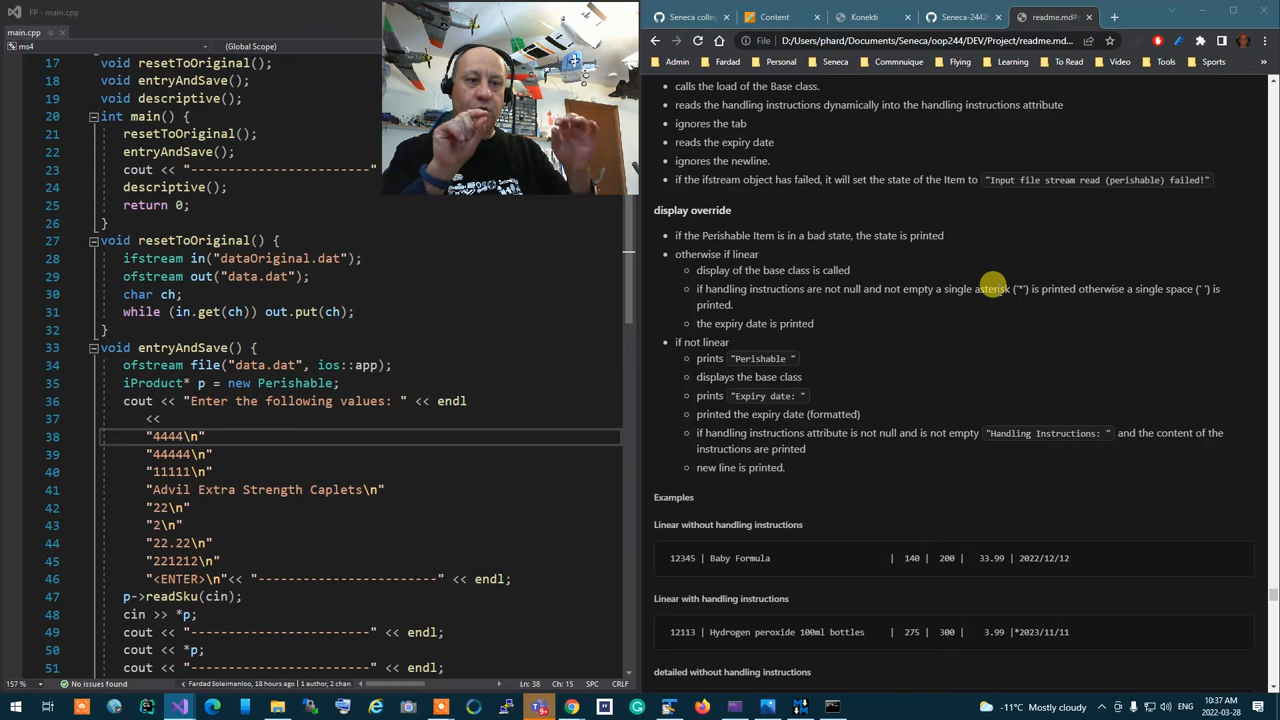 FP - main.cpp
main.cpp
ms4
(Global Scope)
17 void resetToOriginal();
18 void entryAndSave();
19 void descriptive();
20 int main() {
21 resetToOriginal();
22 entryAndSave();
23 cout << "-----------------------------"
24 descriptive();
25 return 0;
26 }
27 void resetToOriginal() {
28 ifstream in("dataOriginal.dat");
29 ofstream out("data.dat");
30 char ch;
31 while (in.get(ch)) out.put(ch);
32 }
33 void entryAndSave() {
34 ofstream file("data.dat", ios::app);
35 iProduct* p = new Perishable;
36 cout << "Enter the following values: " << endl
37 <<
38 "4444\n"
39 "44444\n"
40 "11111\n"
41 "Advil Extra Strength Caplets\n"
42 "22\n"
43 "2\n"
44 "22.22\n"
45 "221212\n"
46 "<ENTER>\n"<< "-----------------------------" << endl;
47 p->readSku(cin);
48 cin >> *p;
49 cout << "-----------------------------" << endl;
50 cout << *p;
51 cout << "-----------------------------" << endl;
157 %
No issues found
Fardad Soleimanloo, 18 hours ago | 1 author, 2 chan
Ln: 38 Ch: 15 SPC CRLF
Seneca colleg
Content
Konekti
Seneca-2442
readme.md#
File | D:/Users/phard/Documents/Seneca/oop244/DEV/Project/readme.md...
Admin Fardad Personal Seneca Commnuique Flying Learning To Read Video Tools Sports
calls the load of the Base class.
reads the handling instructions dynamically into the handling instructions attribute
ignores the tab
reads the expiry date
ignores the newline.
if the ifstream object has failed, it will set the state of the Item to "Input file stream read (perishable) failed!"
display override
if the Perishable Item is in a bad state, the state is printed
otherwise if linear
display of the base class is called
if handling instructions are not null and not empty a single asterisk ('*') is printed otherwise a single space (' ') is
printed.
the expiry date is printed
if not linear
prints "Perishable "
displays the base class
prints "Expiry date: "
printed the expiry date (formatted)
if handling instructions attribute is not null and is not empty "Handling Instructions: " and the content of the
instructions are printed
new line is printed.
Examples
Linear without handling instructions
12345 | Baby Formula | 140 | 200 | 33.99 | 2022/12/12
Linear with handling instructions
12113 | Hydrogen peroxide 100ml bottles | 275 | 300 | 3.99 |*2023/11/11
detailed without handling instructions
-11°C Mostly cloudy
10:37 AM
2022-03-28